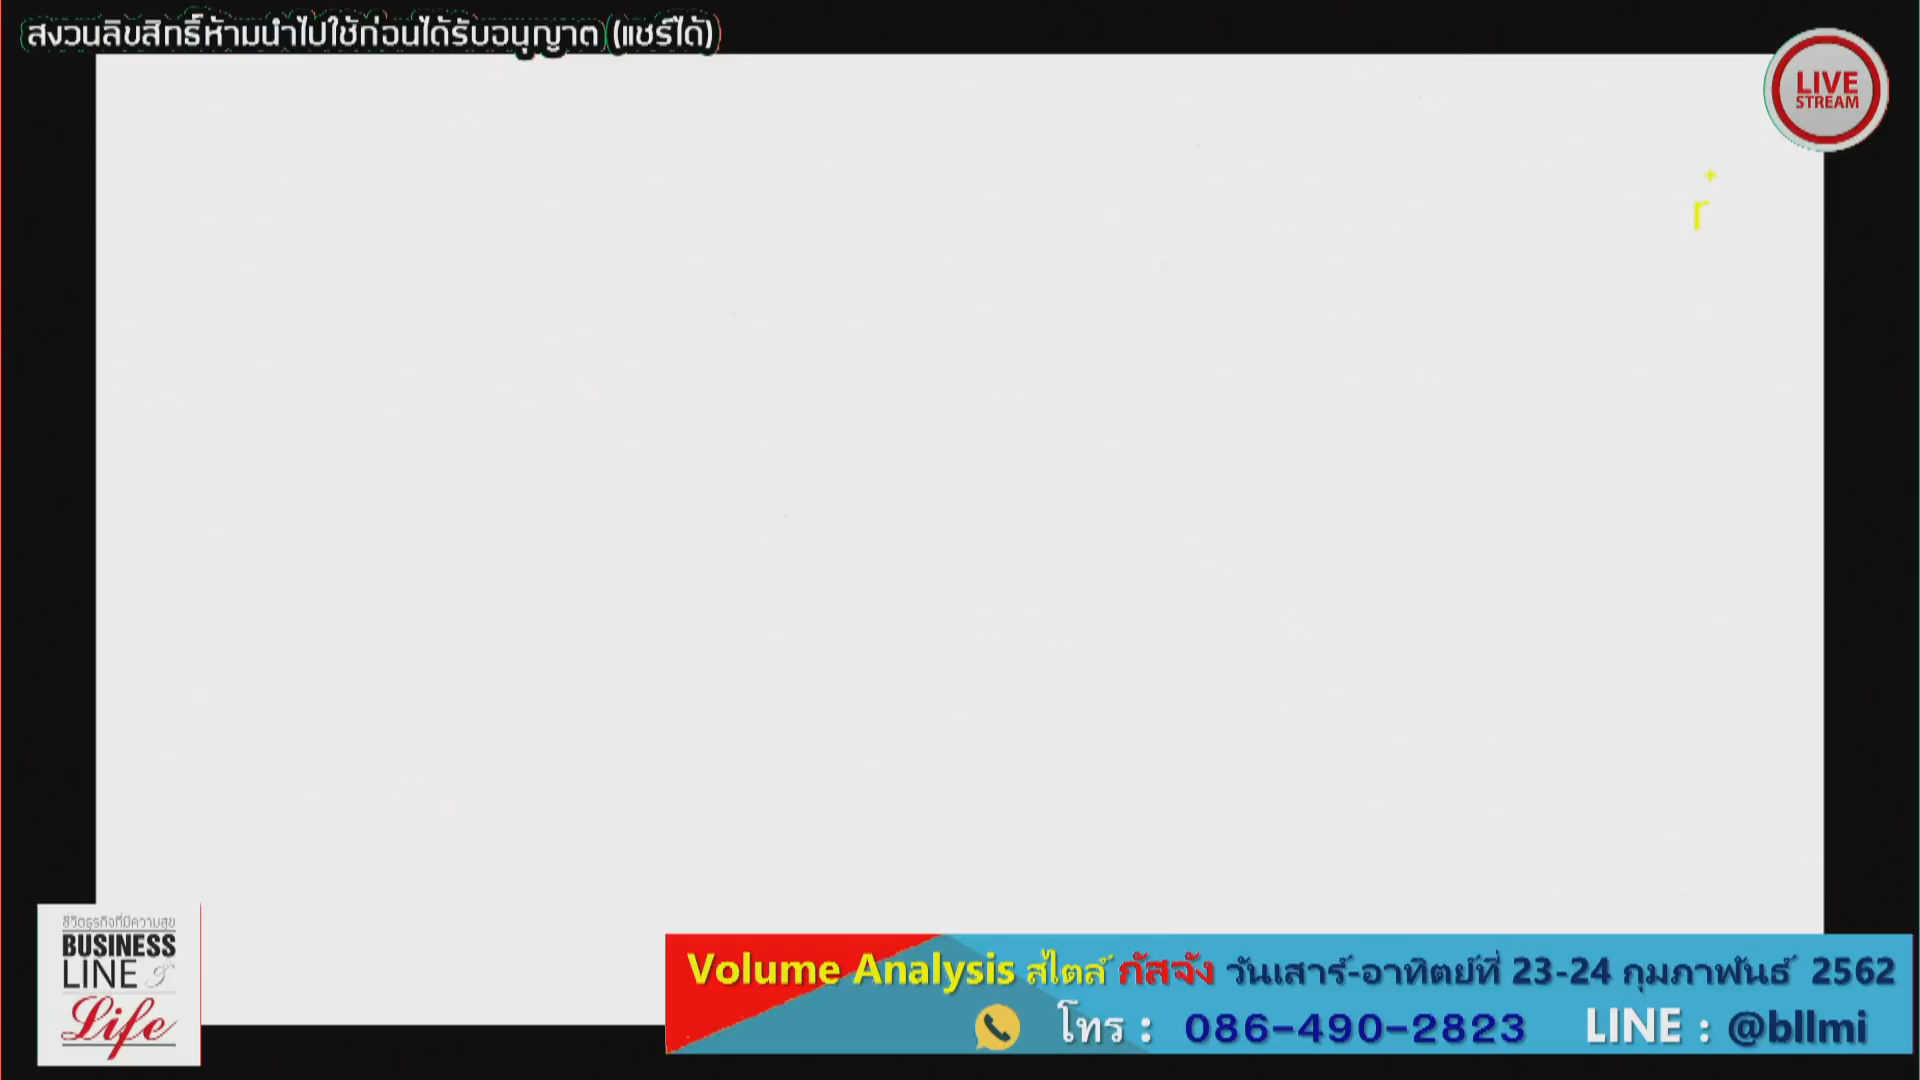 สงวนลิขสิทธิ์ห้ามนำไปใช้ก่อนได้รับอนุญาต (แชร์ได้)
LIVE
STREAM
r
ชีวิตธุรกิจที่มีความสุข
BUSINESS
LINE &
Life
Volume Analysis สไตล์ ภัสจัง วันเสาร์-อาทิตย์ที่ 23-24 กุมภาพันธ์ 2562
โทร : 086-490-2823 LINE : @bllmi